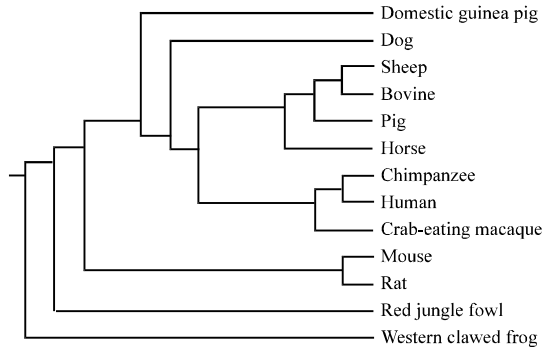 Domestic guinea pig
Dog
Sheep
Bovine
Pig
Horse
Chimpanzee
Human
Crab-eating macaque
Mouse
Rat
Red jungle fowl
Western clawed frog